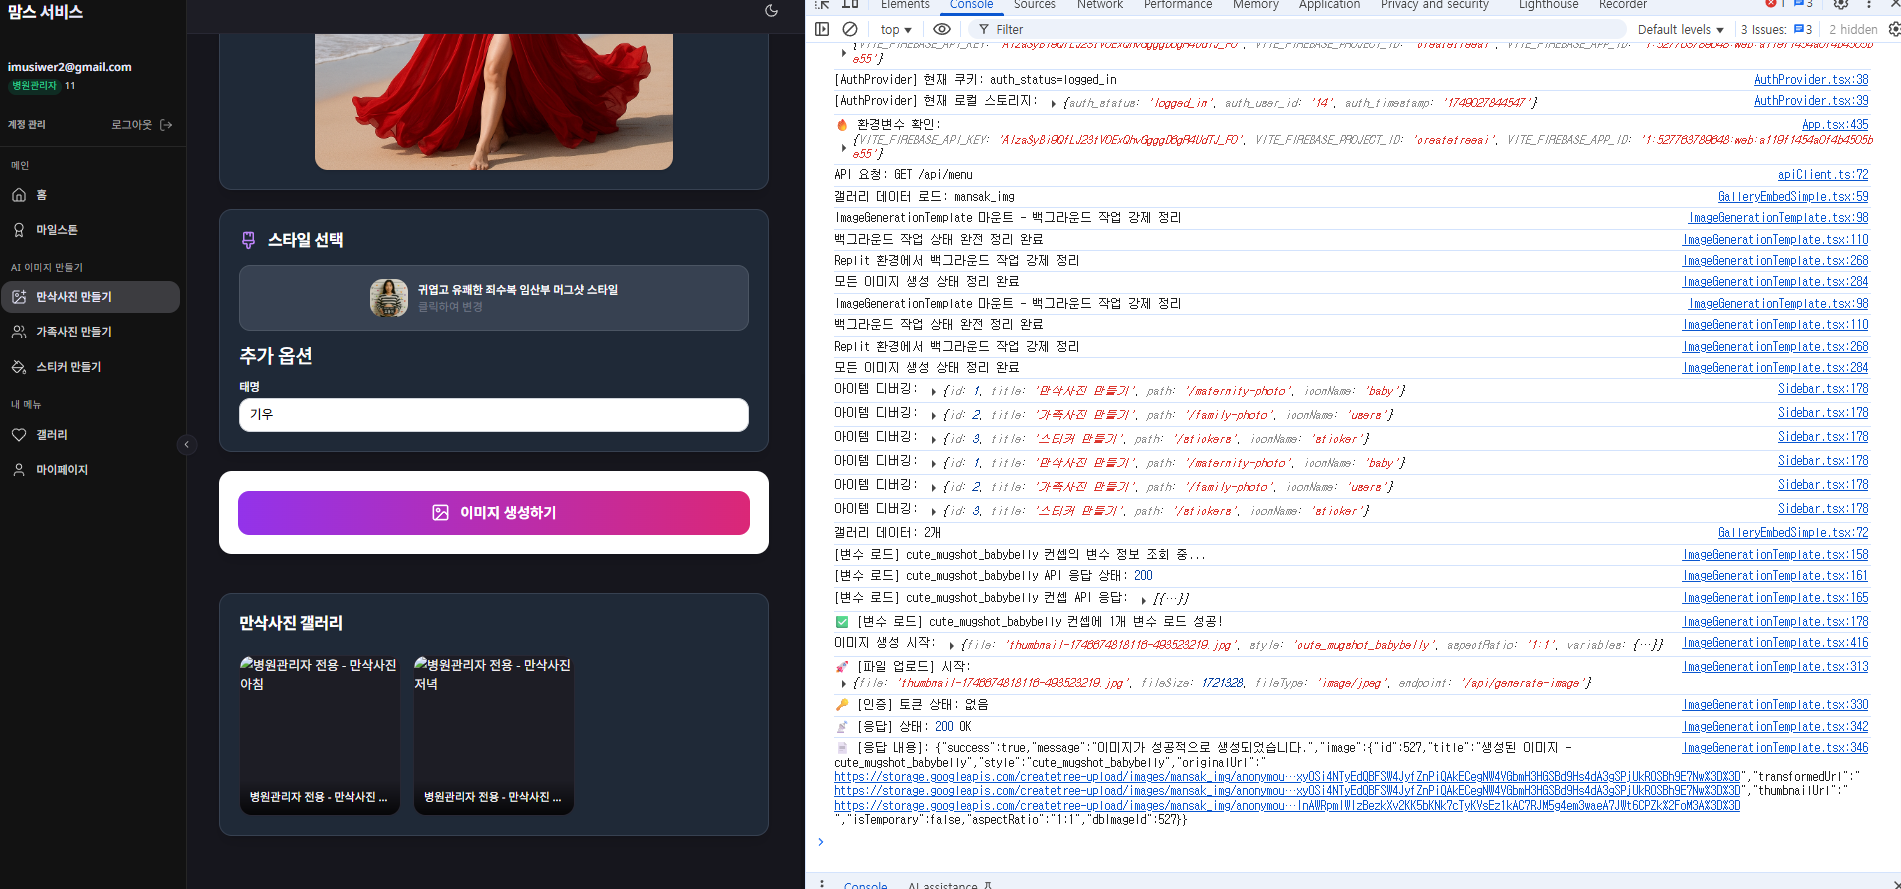 맘스 서비스
imusiwer2@gmail.com
병원관리자 11
계정 관리
로그아웃
메인
홈
마일스톤
AI 이미지 만들기
만삭사진 만들기
가족사진 만들기
스티커 만들기
내 메뉴
갤러리
마이페이지
스타일 선택
귀엽고 유쾌한 죄수복 임산부 머그샷 스타일
클릭하여 변경
추가 옵션
태명
기우
이미지 생성하기
만삭사진 갤러리
병원관리자 전용 - 만삭사진 아침
병원관리자 전용 - 만삭사진 ...
병원관리자 전용 - 만삭사진 저녁
병원관리자 전용 - 만삭사진 ...
Elements Console Sources Network Performance Memory Application Privacy and security Lighthouse Recorder 1 3
top Filter Default levels 3 Issues: 3 2 hidden
[AuthProvider] 현재 쿠키: auth_status=logged_in AuthProvider.tsx:38
[AuthProvider] 현재 로컬 스토리지: {auth_status: 'logged_in', auth_user_id: '14', auth_timestamp: '1749027844547'} AuthProvider.tsx:39
환경변수 확인: App.tsx:435
VITE_FIREBASE_PROJECT_ID: 'createtreeai', VITE_FIREBASE_APP_ID:
API 요청: GET /api/menu apiClient.ts:72
갤러리 데이터 로드: mansak_img GalleryEmbedSimple.tsx:59
ImageGenerationTemplate 마운트 - 백그라운드 작업 강제 정리 ImageGenerationTemplate.tsx:98
백그라운드 작업 상태 완전 정리 완료 ImageGenerationTemplate.tsx:110
Replit 환경에서 백그라운드 작업 강제 정리 ImageGenerationTemplate.tsx:268
모든 이미지 생성 상태 정리 완료 ImageGenerationTemplate.tsx:284
ImageGenerationTemplate 마운트 - 백그라운드 작업 강제 정리 ImageGenerationTemplate.tsx:98
백그라운드 작업 상태 완전 정리 완료 ImageGenerationTemplate.tsx:110
Replit 환경에서 백그라운드 작업 강제 정리 ImageGenerationTemplate.tsx:268
모든 이미지 생성 상태 정리 완료 ImageGenerationTemplate.tsx:284
아이템 디버깅: {id: 1, title: '만삭사진 만들기', path: '/maternity-photo', iconName: 'baby'} Sidebar.tsx:178
아이템 디버깅: {id: 2, title: '가족사진 만들기', path: '/family-photo', iconName: 'users'} Sidebar.tsx:178
아이템 디버깅: {id: 3, title: '스티커 만들기', path: '/stickers', iconName: 'sticker'} Sidebar.tsx:178
아이템 디버깅: {id: 1, title: '만삭사진 만들기', path: '/maternity-photo', iconName: 'baby'} Sidebar.tsx:178
아이템 디버깅: {id: 2, title: '가족사진 만들기', path: '/family-photo', iconName: 'users'} Sidebar.tsx:178
아이템 디버깅: {id: 3, title: '스티커 만들기', path: '/stickers', iconName: 'sticker'} Sidebar.tsx:178
갤러리 데이터: 2개 GalleryEmbedSimple.tsx:72
[변수 로드] cute_mugshot_babybelly 컨셉의 변수 정보 조회 중... ImageGenerationTemplate.tsx:158
[변수 로드] cute_mugshot_babybelly API 응답 상태: 200 ImageGenerationTemplate.tsx:161
[변수 로드] cute_mugshot_babybelly 컨셉 API 응답: [{…}] ImageGenerationTemplate.tsx:165
[변수 로드] cute_mugshot_babybelly 컨셉에 1개 변수 로드 성공! ImageGenerationTemplate.tsx:178
이미지 생성 시작: {file: 'thumbnail-1746674818116-493523219.jpg', style: 'cute_mugshot_babybelly', aspectRatio: '1:1', variables: {…}} ImageGenerationTemplate.tsx:416
[파일 업로드] 시작: ImageGenerationTemplate.tsx:313
{file: 'thumbnail-1746674818116-493523219.jpg', fileSize: 1721328, fileType: 'image/jpeg', endpoint: '/api/generate-image'}
[인증] 토큰 상태: 없음 ImageGenerationTemplate.tsx:330
[응답] 상태: 200 OK ImageGenerationTemplate.tsx:342
[응답 내용]: {"success":true,"message":"이미지가 성공적으로 생성되었습니다.","image":{"id":527,"title":"생성된 이미지 - ImageGenerationTemplate.tsx:346
cute_mugshot_babybelly","style":"cute_mugshot_babybelly","originalUrl":"
https://storage.googleapis.com/createtree-upload/images/mansak_img/anonymou… ","transformedUrl":"
https://storage.googleapis.com/createtree-upload/images/mansak_img/anonymou… ","thumbnailUrl":"
https://storage.googleapis.com/createtree-upload/images/mansak_img/anonymou…
","isTemporary":false,"aspectRatio":"1:1","dbImageId":527}}
Console AI assistance